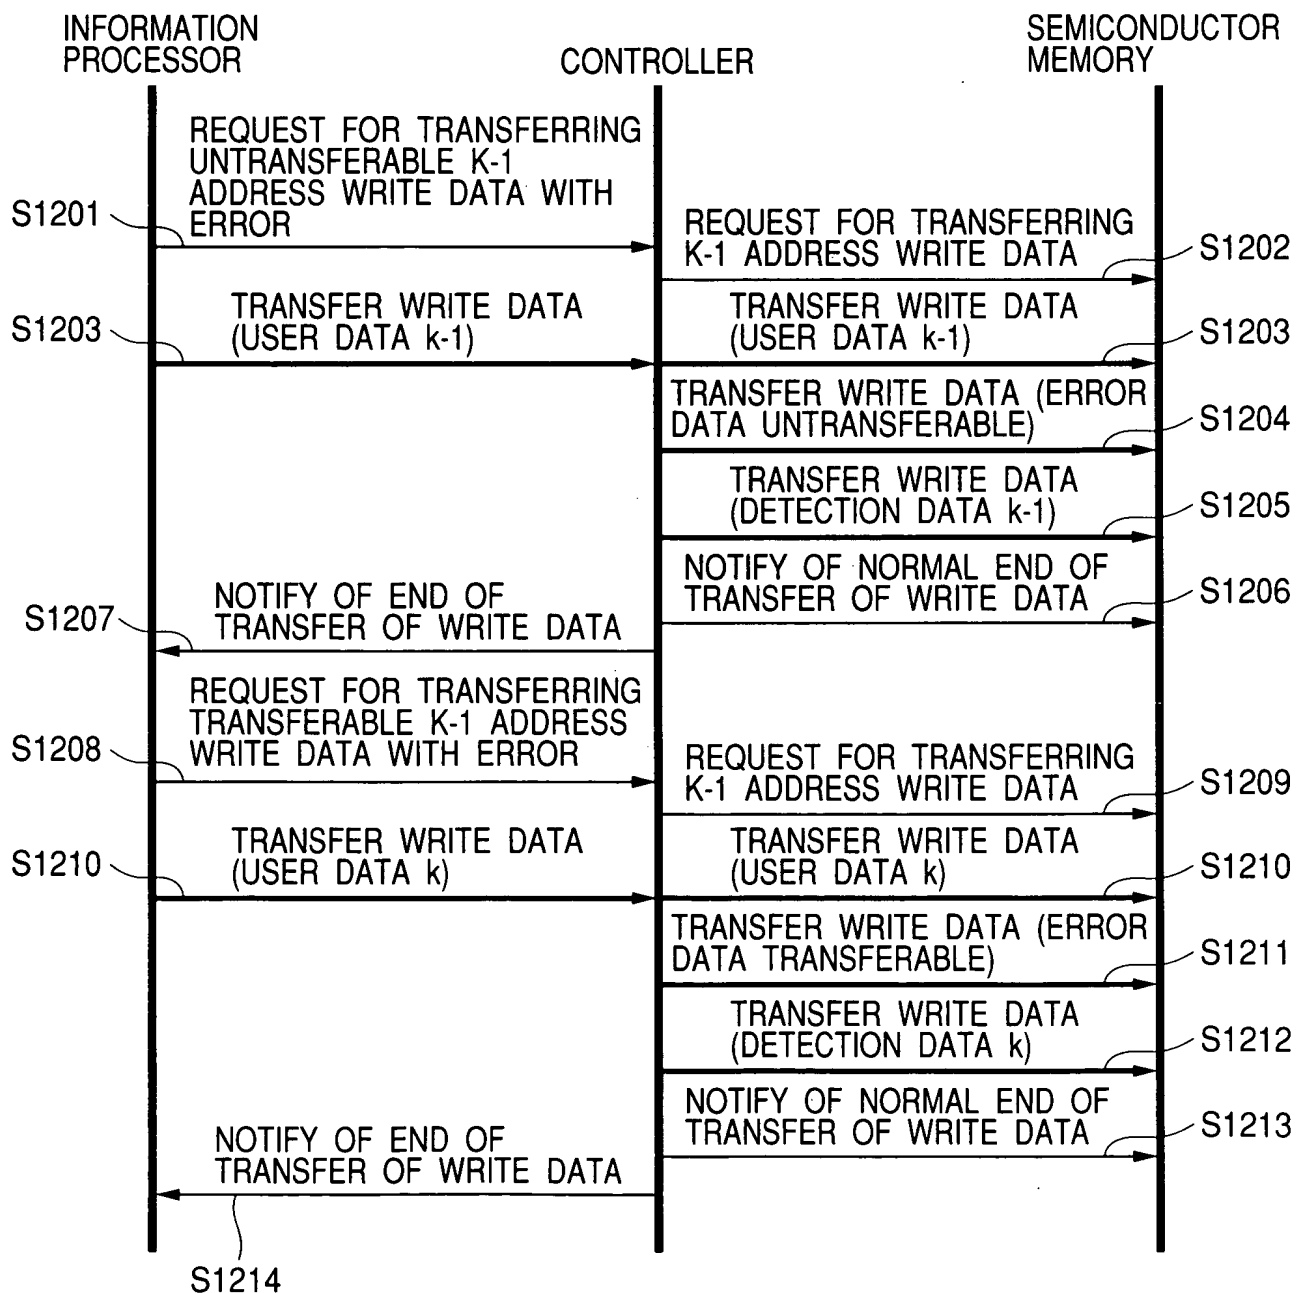 INFORMATION
PROCESSOR
CONTROLLER
SEMICONDUCTOR
MEMORY
REQUEST FOR TRANSFERRING
UNTRANSFERABLE K-1
ADDRESS WRITE DATA WITH
ERROR
S1201
REQUEST FOR TRANSFERRING
K-1 ADDRESS WRITE DATA
S1202
TRANSFER WRITE DATA
(USER DATA k-1)
S1203
TRANSFER WRITE DATA
(USER DATA k-1)
S1203
TRANSFER WRITE DATA (ERROR
DATA UNTRANSFERABLE)
S1204
TRANSFER WRITE DATA
(DETECTION DATA k-1)
S1205
NOTIFY OF NORMAL END OF
TRANSFER OF WRITE DATA
S1206
NOTIFY OF END OF
TRANSFER OF WRITE DATA
S1207
REQUEST FOR TRANSFERRING
TRANSFERABLE K-1 ADDRESS
WRITE DATA WITH ERROR
S1208
REQUEST FOR TRANSFERRING
K-1 ADDRESS WRITE DATA
S1209
TRANSFER WRITE DATA
(USER DATA k)
S1210
TRANSFER WRITE DATA
(USER DATA k)
S1210
TRANSFER WRITE DATA (ERROR
DATA TRANSFERABLE)
S1211
TRANSFER WRITE DATA
(DETECTION DATA k)
S1212
NOTIFY OF NORMAL END OF
TRANSFER OF WRITE DATA
S1213
NOTIFY OF END OF
TRANSFER OF WRITE DATA
S1214